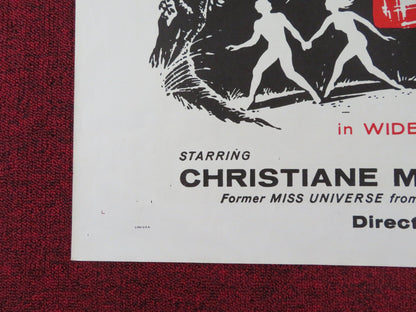 in WIDE
STARRING
CHRISTIANE M
Former MISS UNIVERSE from
Direct